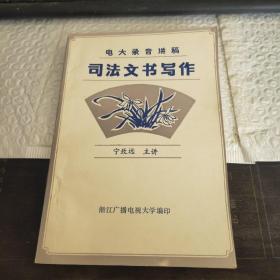 电大录音讲稿
司法文书写作
宁致远 主讲
浙江广播电视大学编印